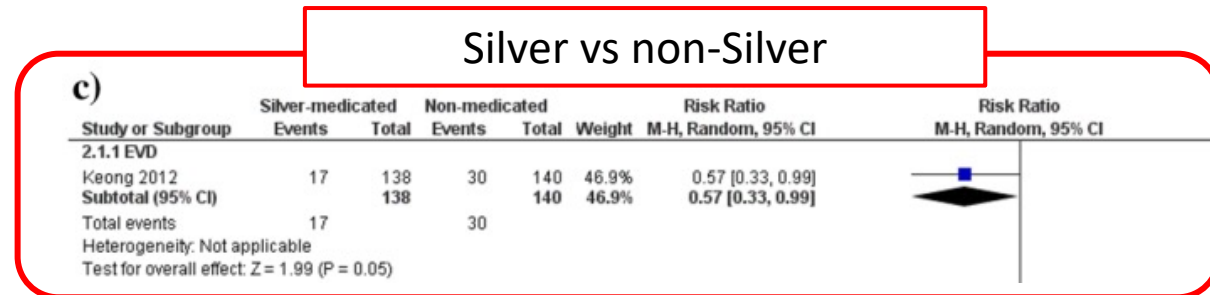 Silver vs non-Silver
c)
Silver-medicated Non-medicated Risk Ratio Risk Ratio
Study or Subgroup Events Total Events Total Weight M-H, Random, 95% CI M-H, Random, 95% CI
2.1.1 EVD
Keong 2012 17 138 30 140 46.9% 0.57 [0.33, 0.99]
Subtotal (95% CI) 138 140 46.9% 0.57 [0.33, 0.99]
Total events 17 30
Heterogeneity: Not applicable
Test for overall effect: Z = 1.99 (P = 0.05)